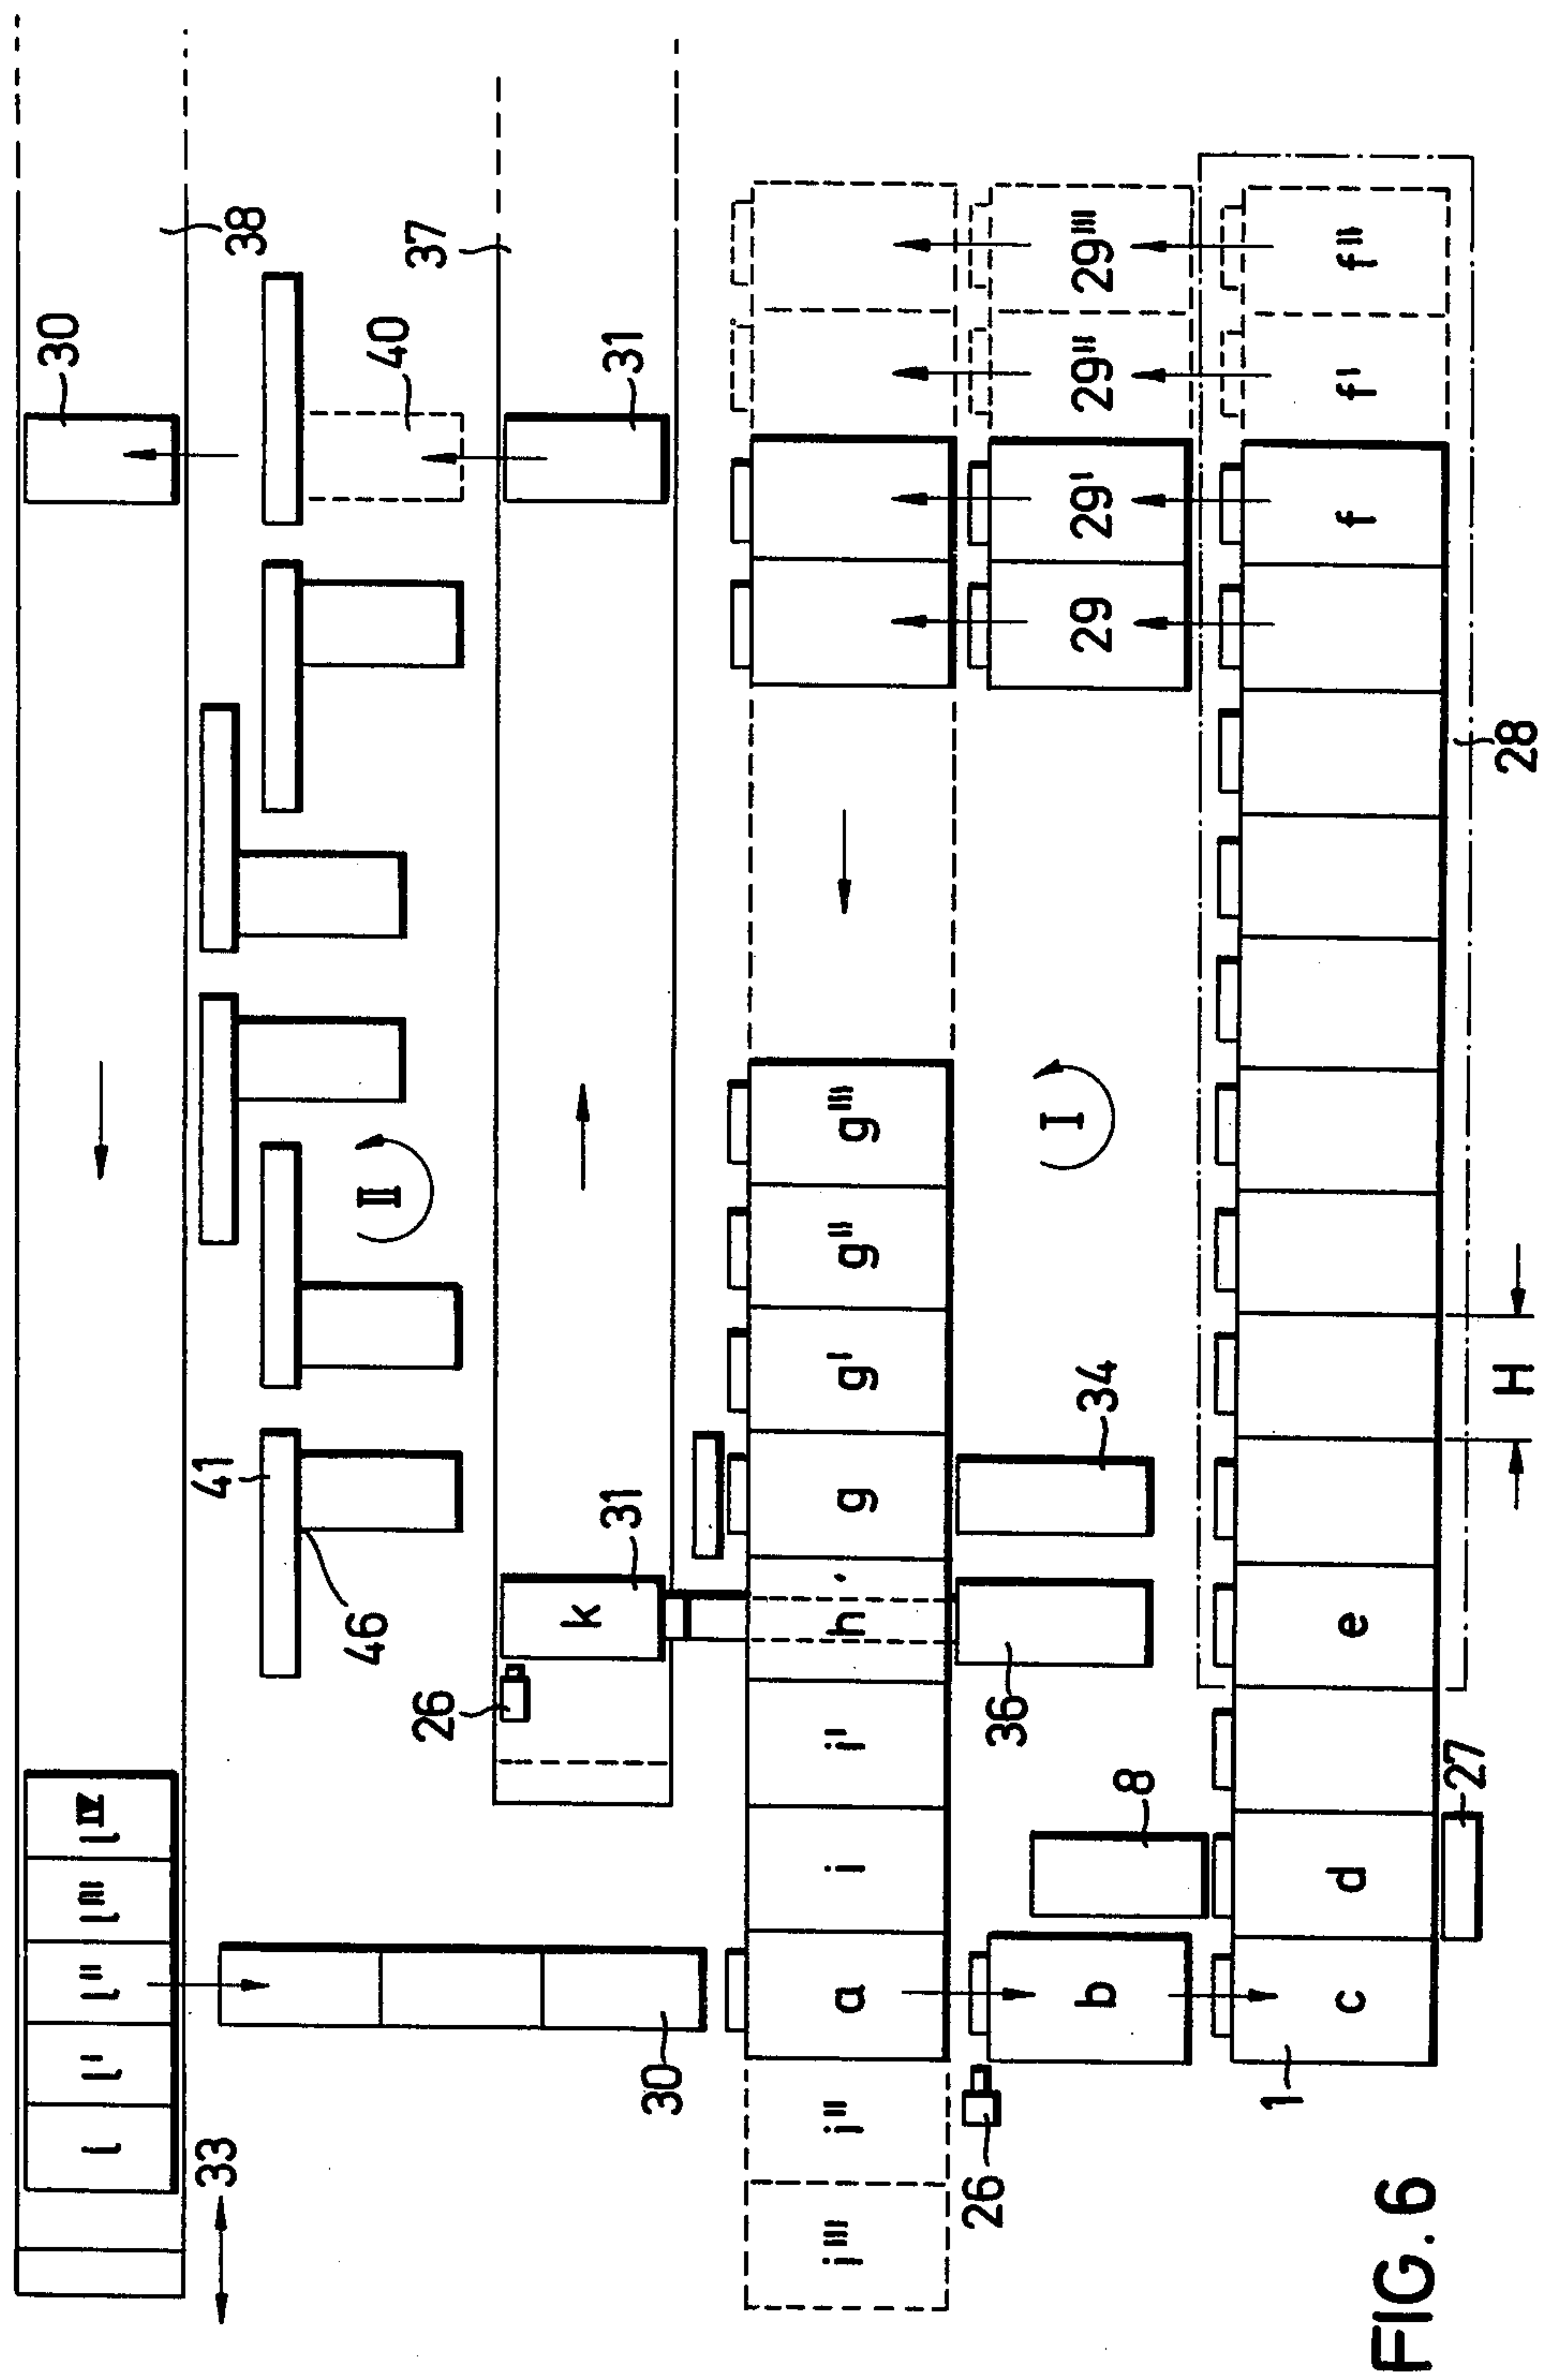 30
38
40
37
31
29'''
f''
29''
f'
29'
f
29
28
II
I
g'''
g''
g'
g
H
41
46
31
34
k
h
e
26
36
i'
8
27
l IV
l'''
l''
l'
l
i
d
a
b
c
30
1
33
i''
i'''
26
FIG. 6